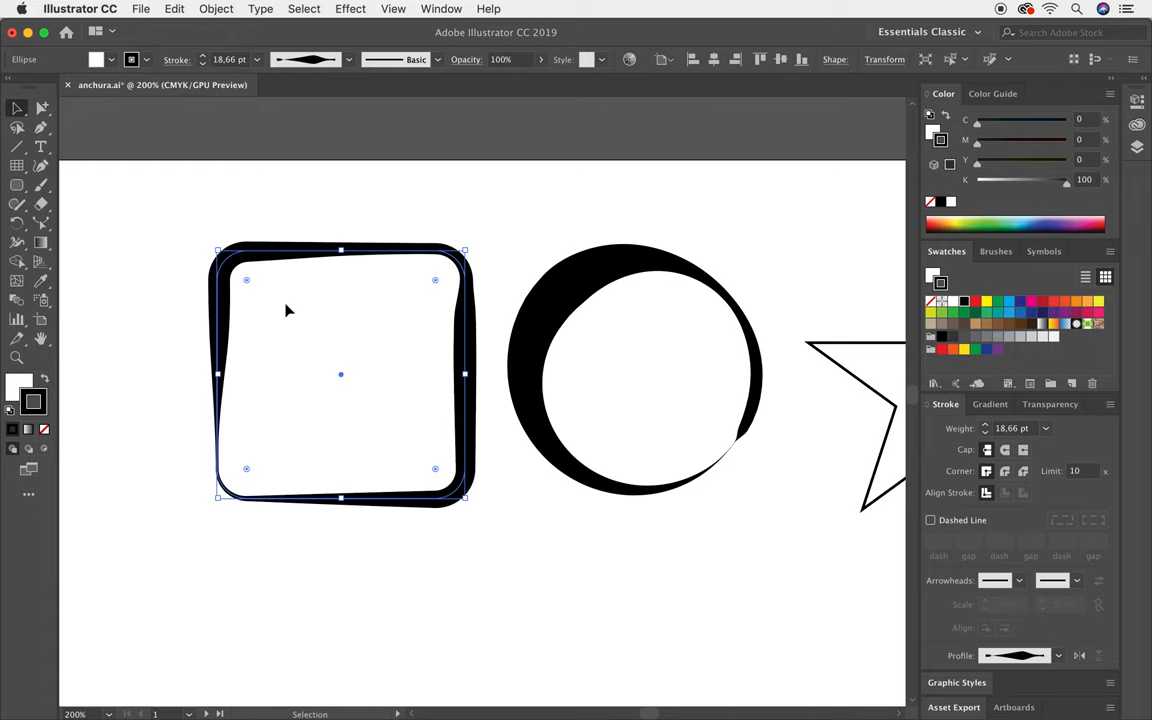 Illustrator CC File Edit Object Type Select Effect View Window Help
Adobe Illustrator CC 2019
Essentials Classic
Search Adobe Stock
Ellipse Stroke: 18,66 pt Basic Opacity: 100% Style: Shape: Transform
× anchura.ai* @ 200% (CMYK/GPU Preview)
Color Color Guide
C 0 %
M 0 %
Y 0 %
K 100 %
Swatches Brushes Symbols
Stroke Gradient Transparency
Weight: 18,66 pt
Cap:
Corner: Limit: 10 x
Align Stroke:
Dashed Line
dash gap dash gap dash gap
Arrowheads:
Scale:
Align:
Profile:
Graphic Styles
Asset Export Artboards
200% 1 Selection